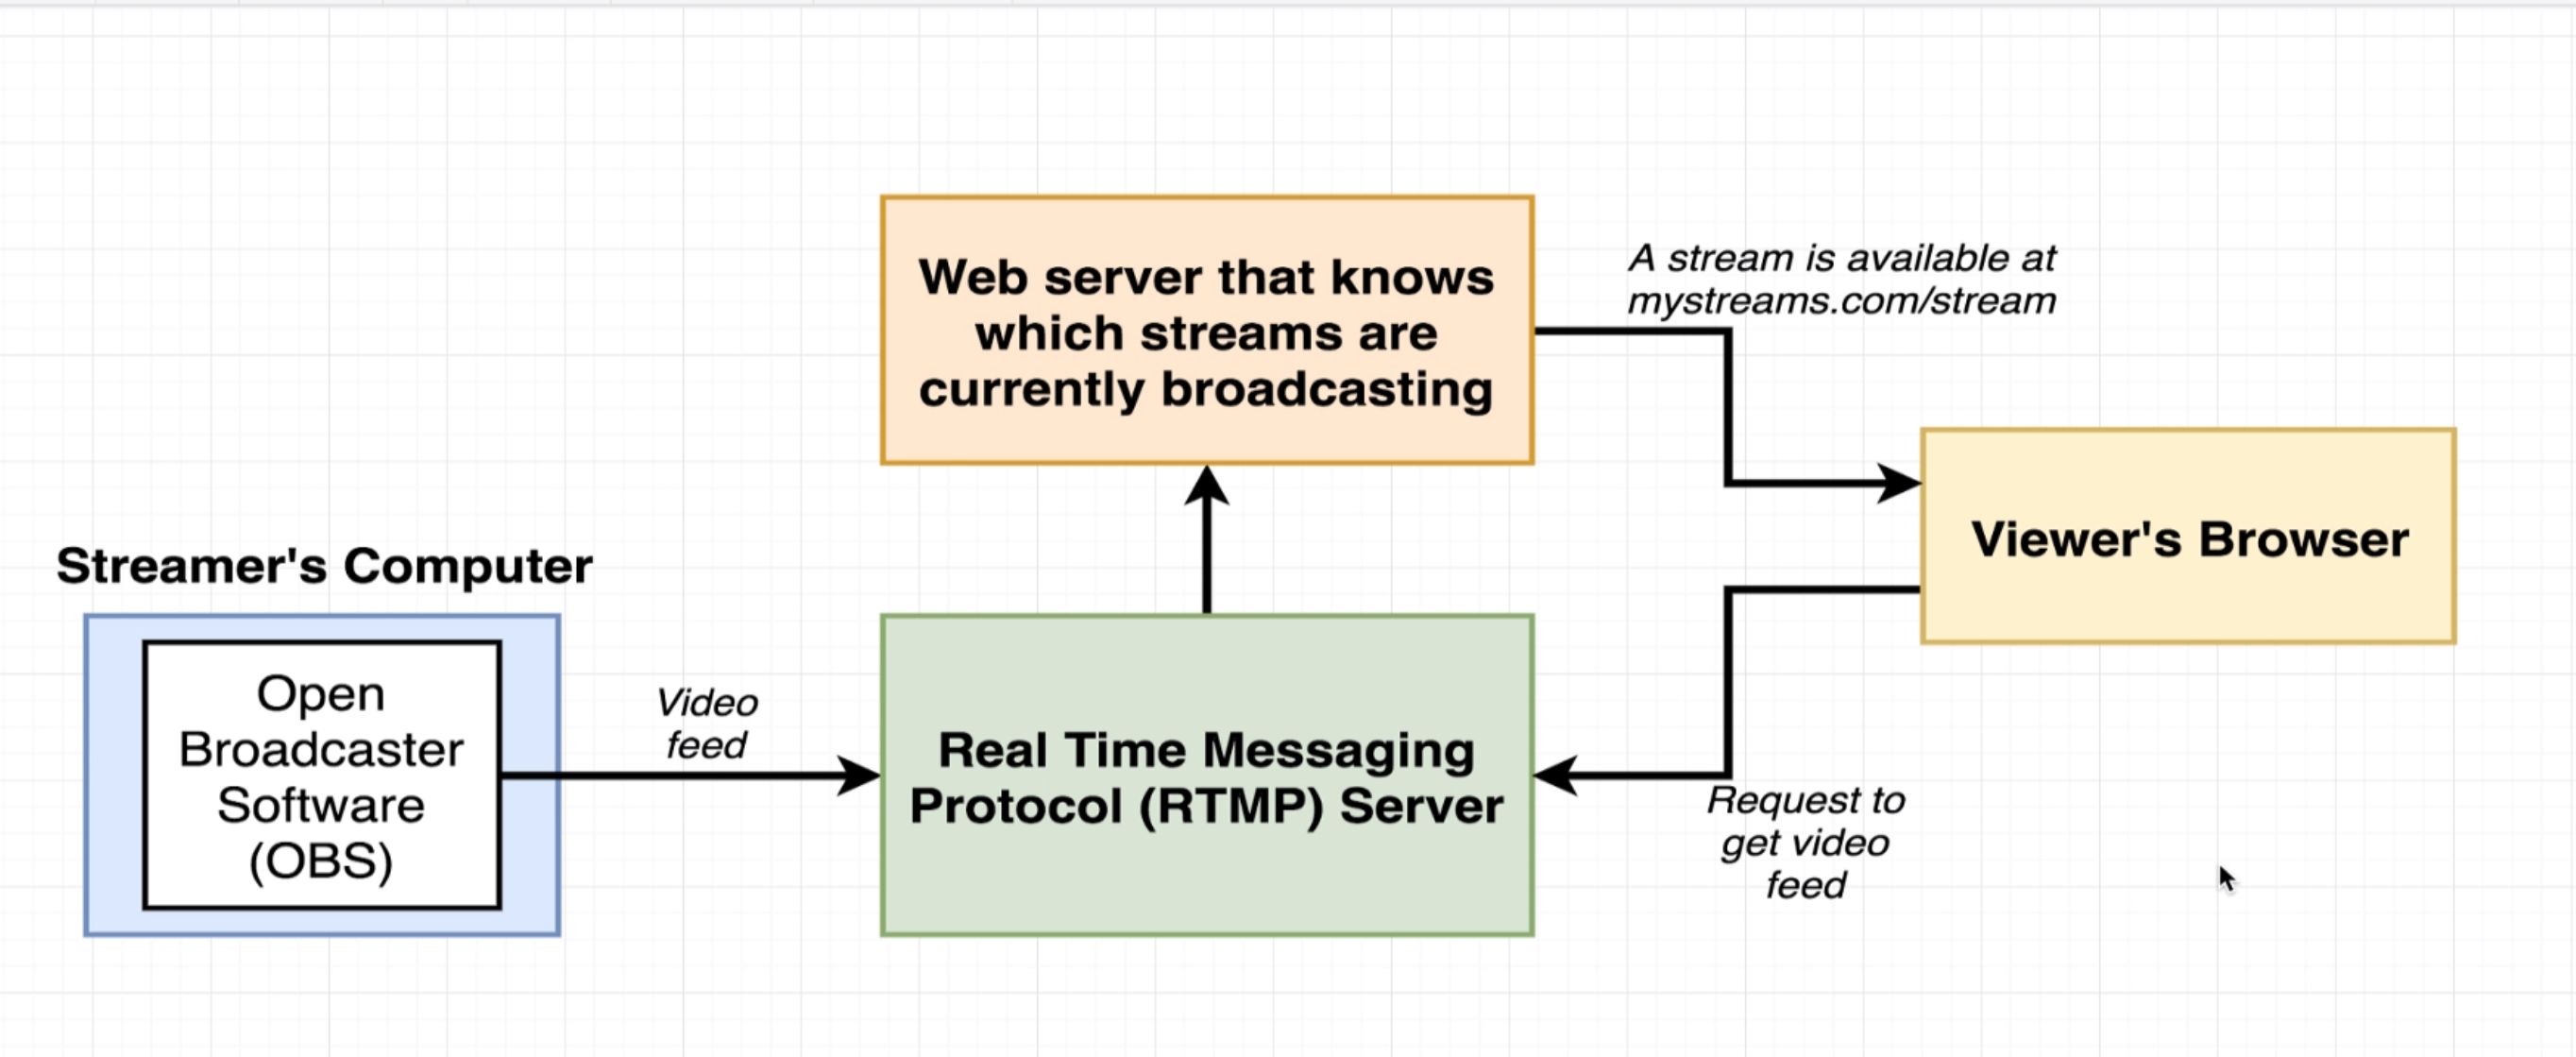 Web server that knows
which streams are
currently broadcasting
A stream is available at
mystreams.com/stream
Viewer's Browser
Streamer's Computer
Open
Broadcaster
Software
(OBS)
Video
feed
Real Time Messaging
Protocol (RTMP) Server
Request to
get video
feed